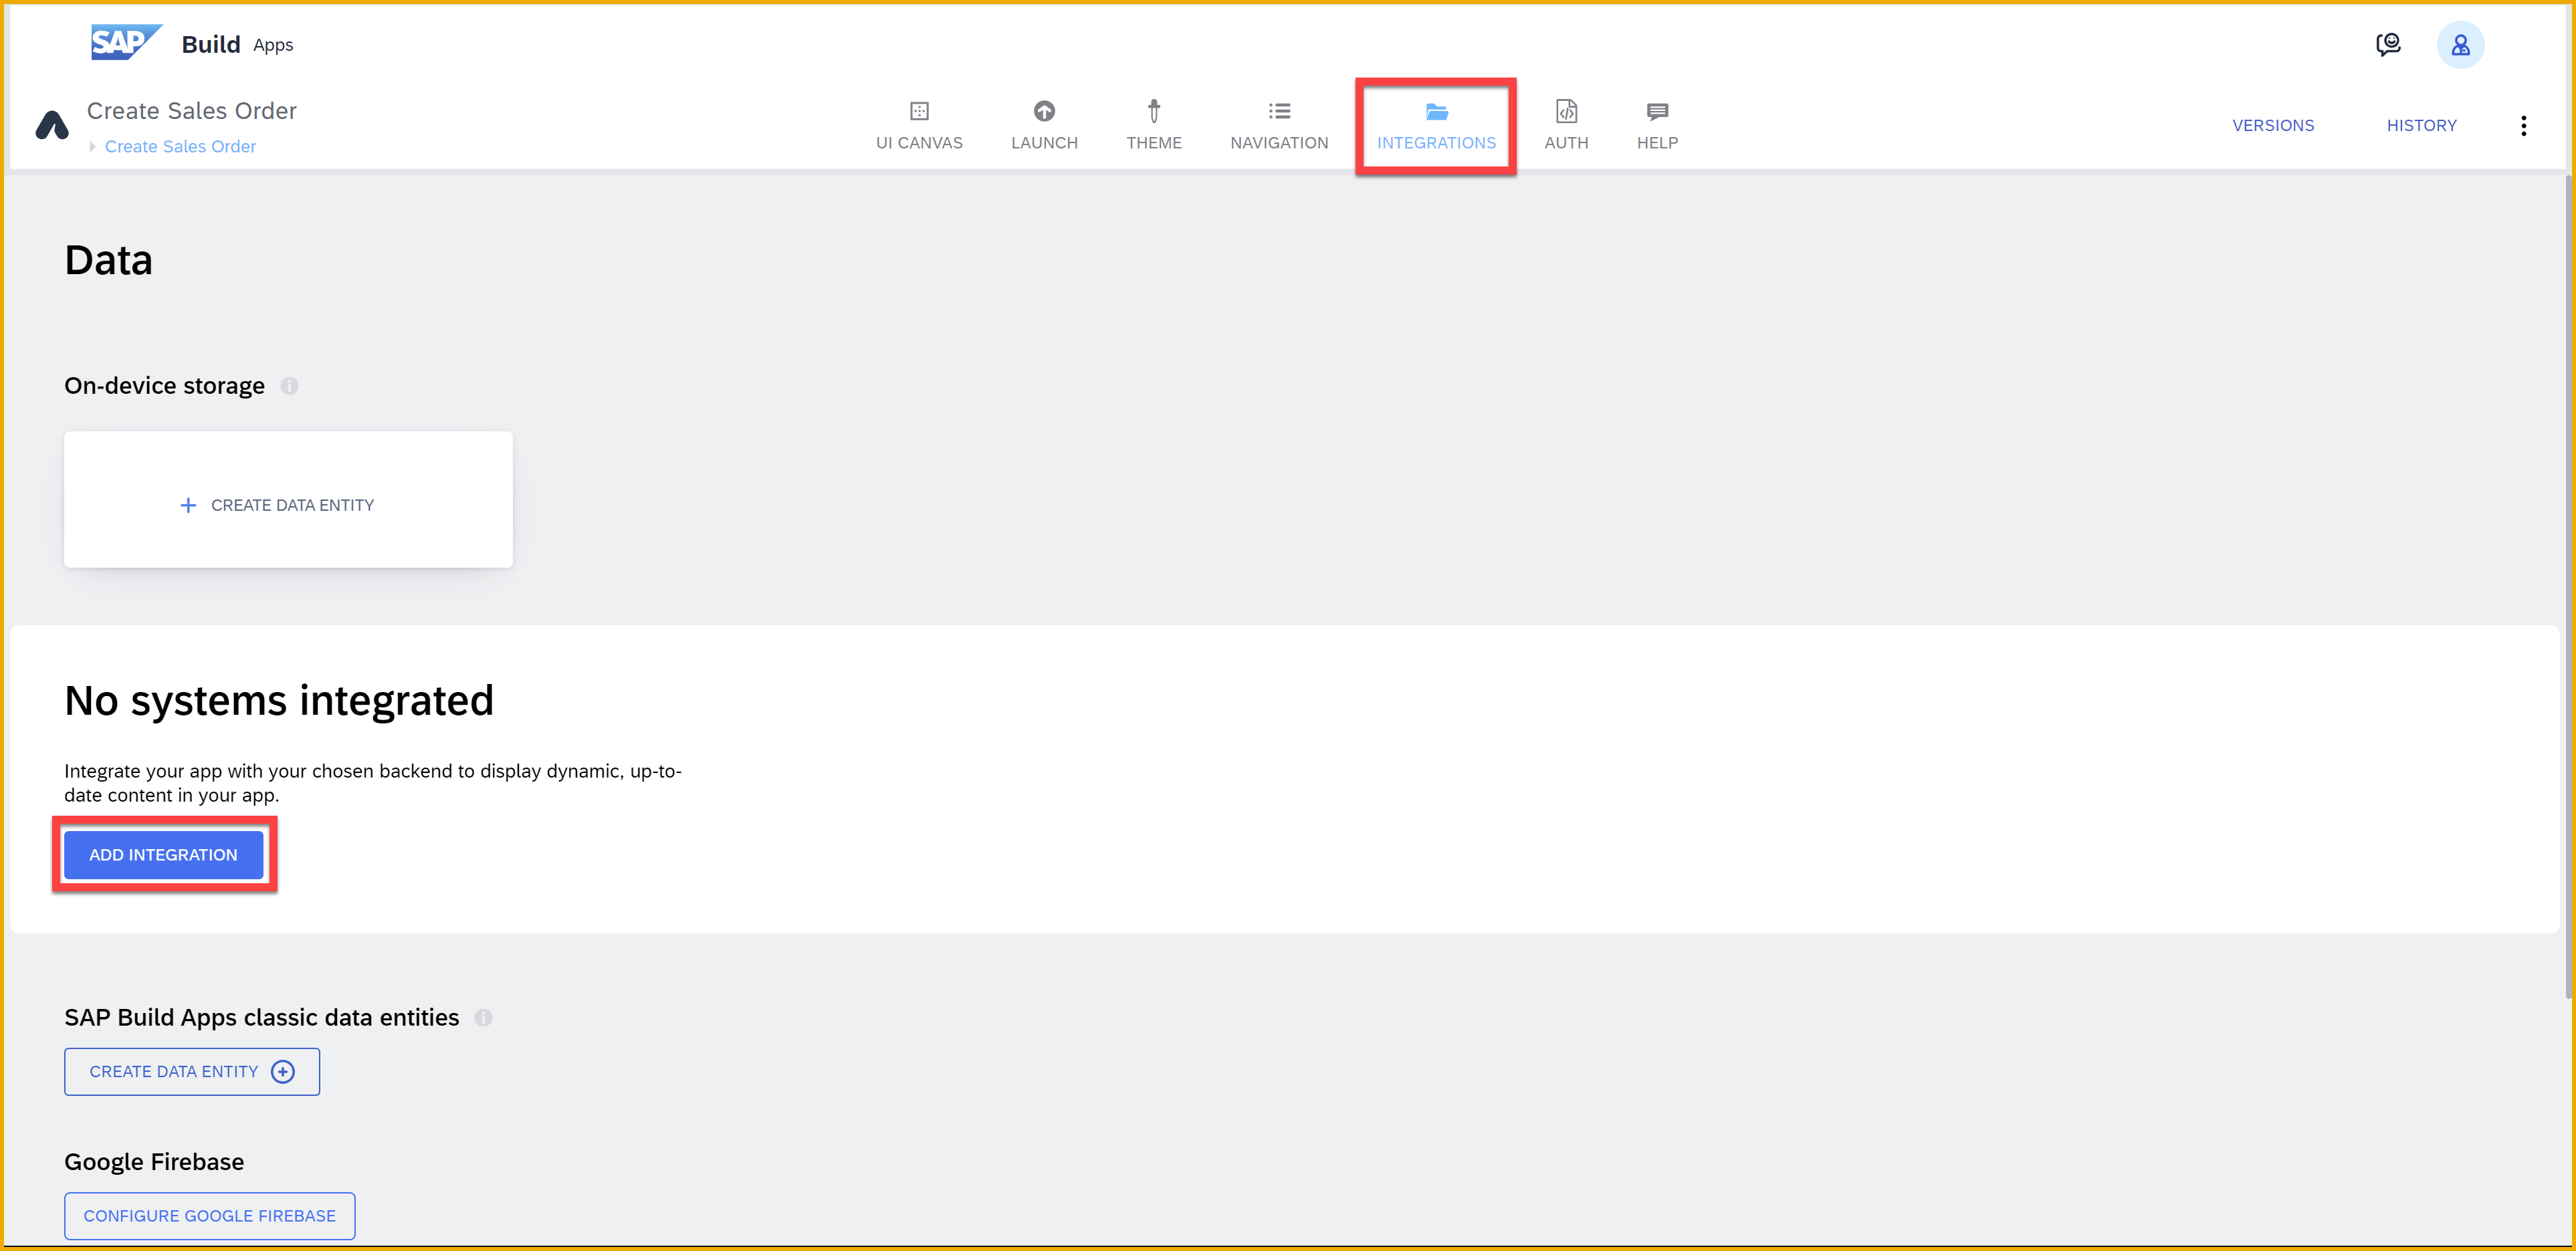 SAP Build Apps
Create Sales Order
Create Sales Order
UI CANVAS
LAUNCH
THEME
NAVIGATION
INTEGRATIONS
AUTH
HELP
VERSIONS
HISTORY
Data
On-device storage
CREATE DATA ENTITY
No systems integrated
Integrate your app with your chosen backend to display dynamic, up-to-
date content in your app.
ADD INTEGRATION
SAP Build Apps classic data entities
CREATE DATA ENTITY
Google Firebase
CONFIGURE GOOGLE FIREBASE